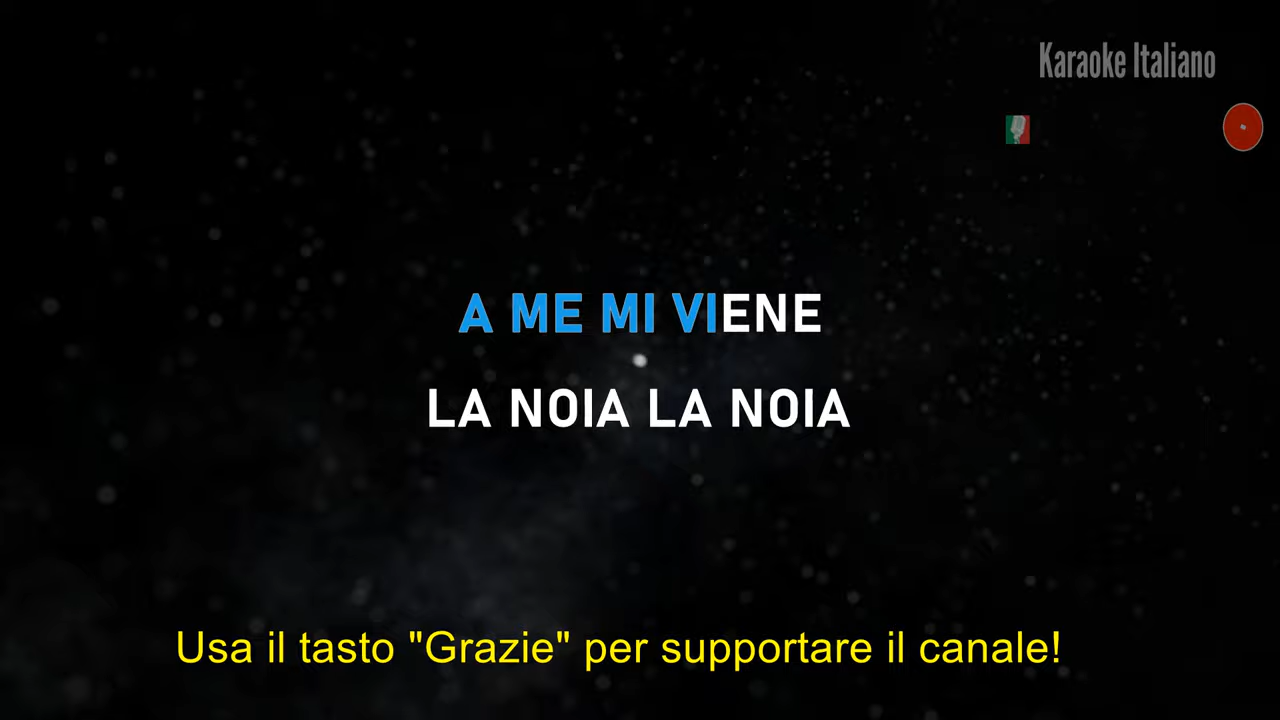 Karaoke Italiano
A ME MI VIENE
LA NOIA LA NOIA
Usa il tasto "Grazie" per supportare il canale!